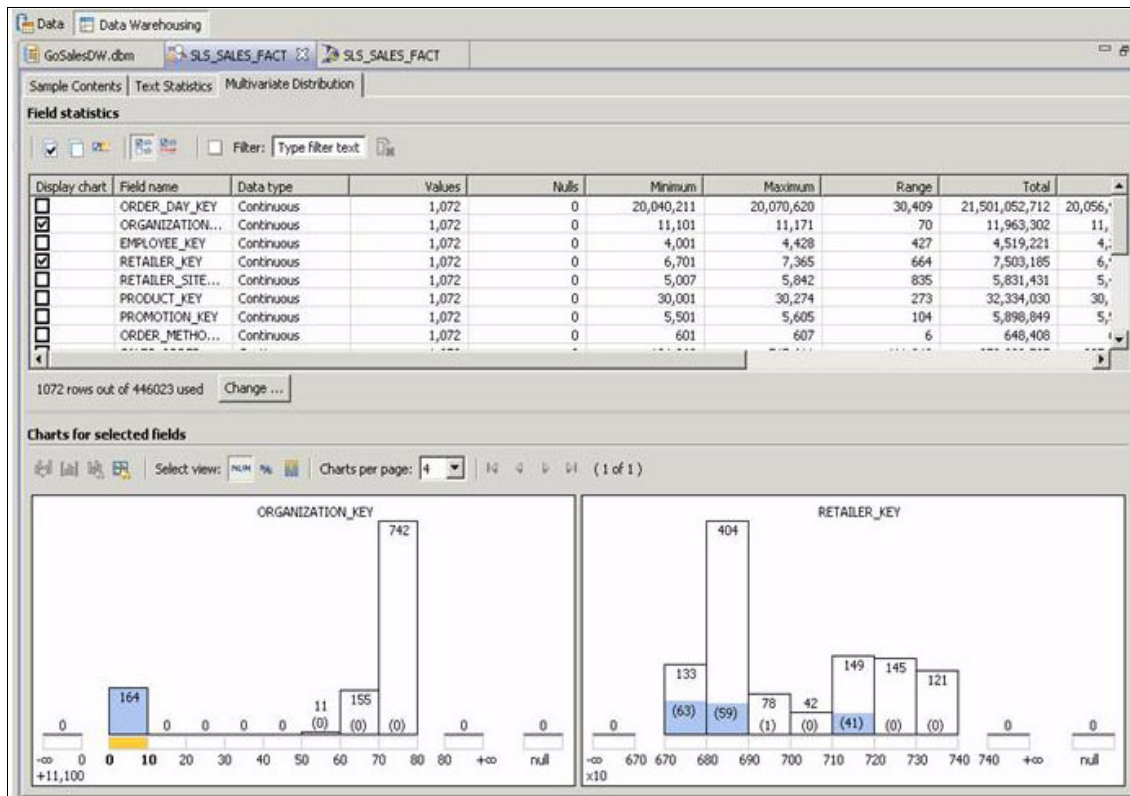 Data Data Warehousing
GoSalesDW.dbm SLS_SALES_FACT SLS_SALES_FACT
Sample Contents Text Statistics Multivariate Distribution
Field statistics
Filter: Type filter text
Display chart Field name Data type Values Nulls Minimum Maximum Range Total
ORDER_DAY_KEY Continuous 1,072 0 20,040,211 20,070,620 30,409 21,501,052,712 20,056,
ORGANIZATION... Continuous 1,072 0 11,101 11,171 70 11,963,302 11,
EMPLOYEE_KEY Continuous 1,072 0 4,001 4,428 427 4,519,221 4,
RETAILER_KEY Continuous 1,072 0 6,701 7,365 664 7,503,185 6,
RETAILER_SITE... Continuous 1,072 0 5,007 5,842 835 5,831,431 5,
PRODUCT_KEY Continuous 1,072 0 30,001 30,274 273 32,334,030 30,
PROMOTION_KEY Continuous 1,072 0 5,501 5,605 104 5,898,849 5,
ORDER_METHO... Continuous 1,072 0 601 607 6 648,408
1072 rows out of 446023 used Change ...
Charts for selected fields
Select view: NUM % Charts per page: 4 (1 of 1)
ORGANIZATION_KEY
742
164
11
155
0 0 0 0 0 (0) (0) (0) 0 0
-∞ 0 0 10 20 30 40 50 60 70 80 80 +∞ null
+11,100
RETAILER_KEY
404
133
149
145
121
78
42
0 (63) (59) (1) (0) (41) (0) (0) 0 0
-∞ 670 670 680 690 700 710 720 730 740 740 +∞ null
x10